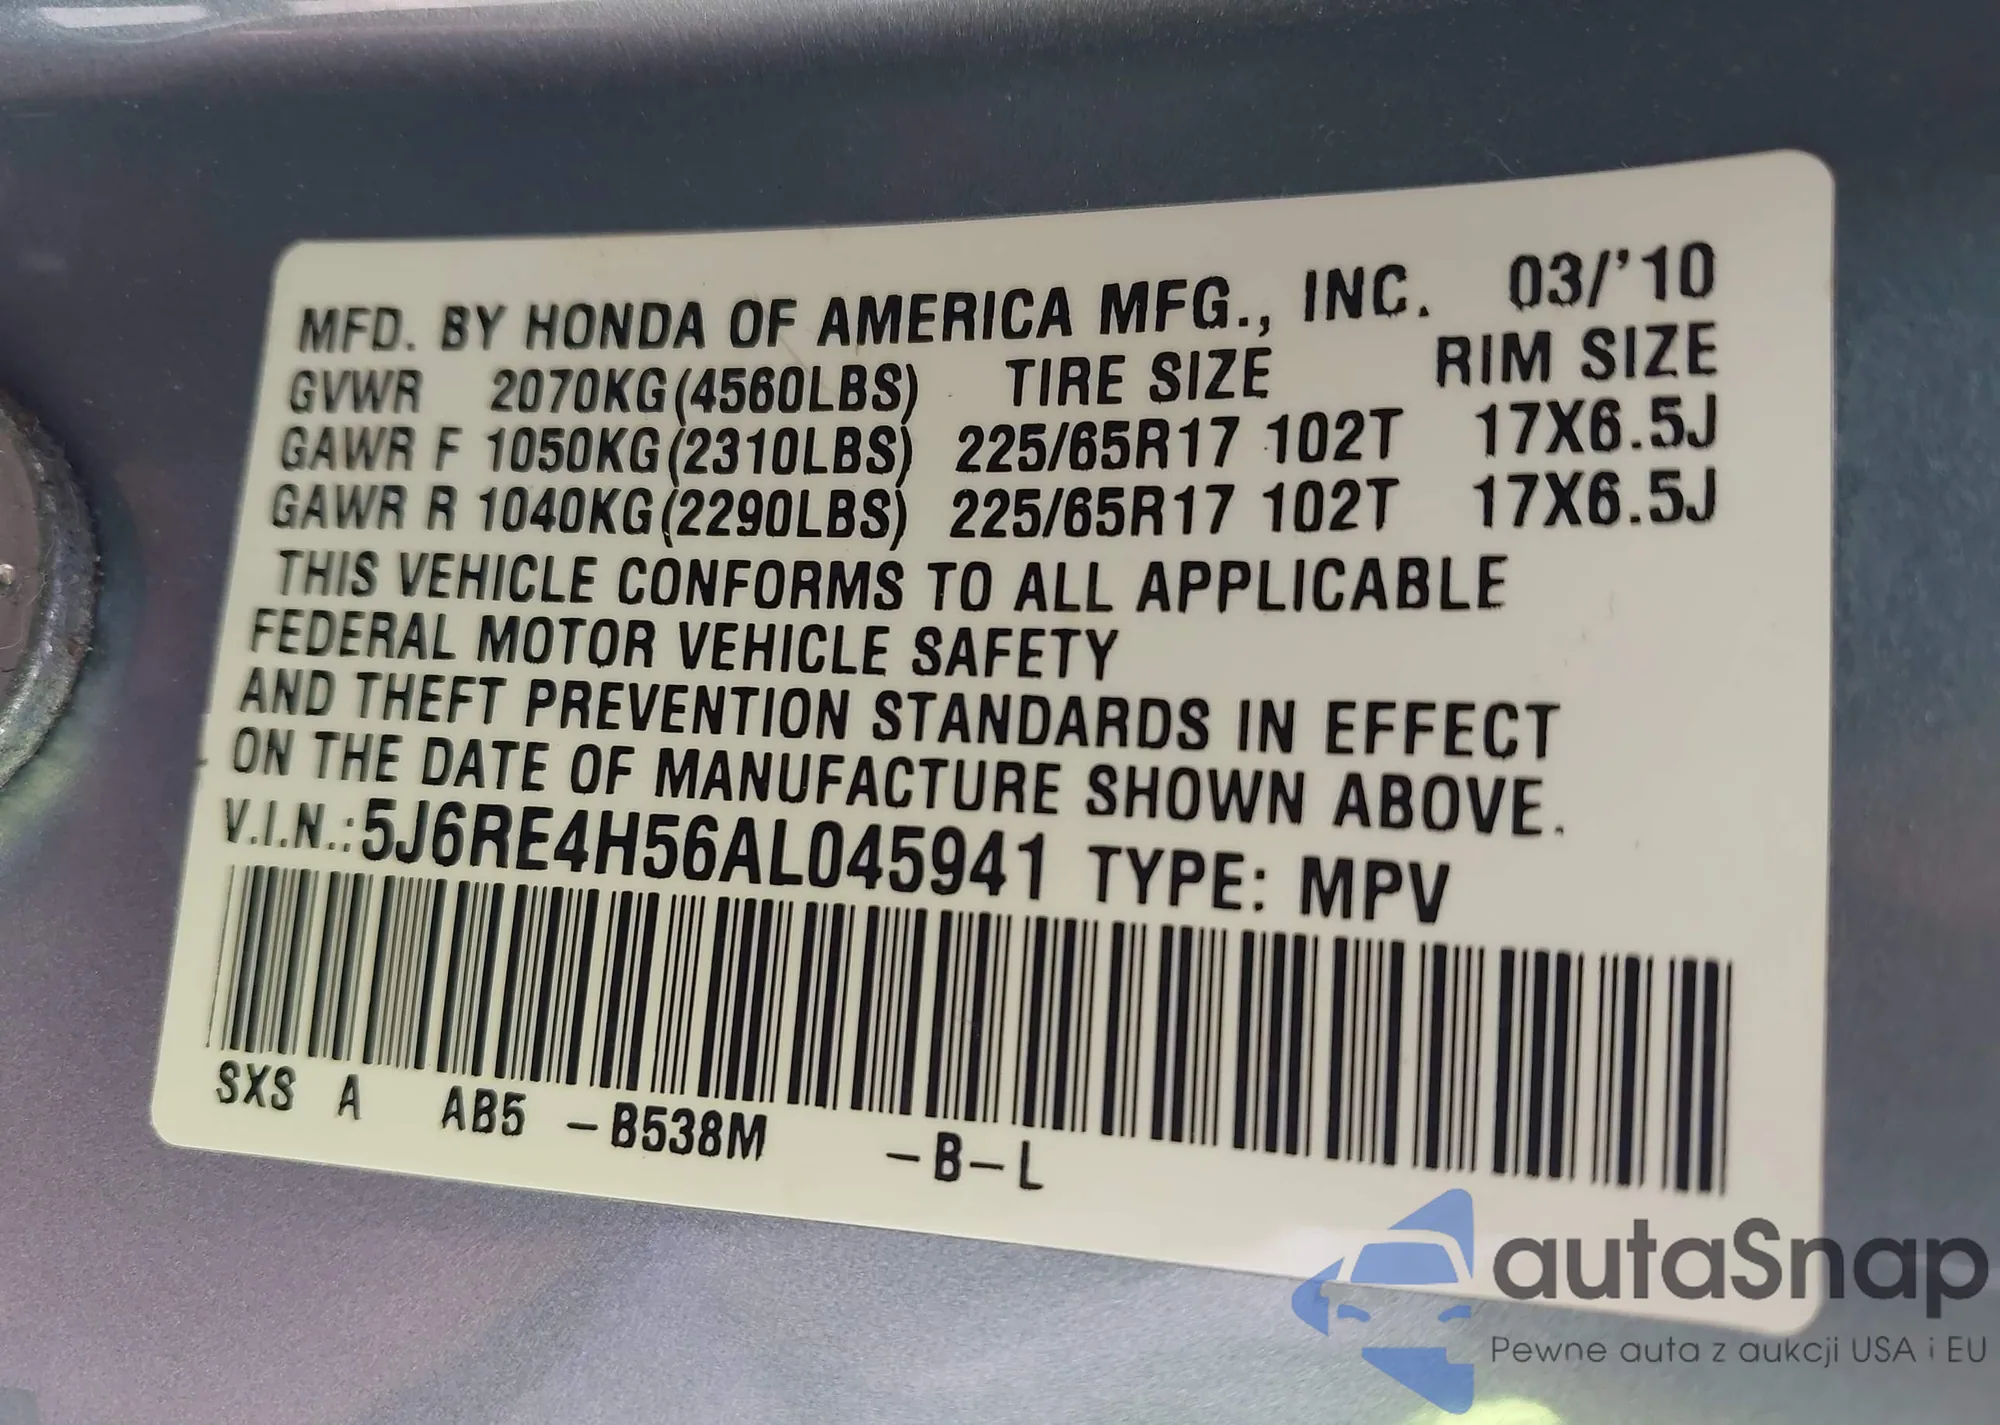 MFD. BY HONDA OF AMERICA MFG., INC. 03/'10
GVWR 2070KG(4560LBS) TIRE SIZE RIM SIZE
GAWR F 1050KG(2310LBS) 225/65R17 102T 17X6.5J
GAWR R 1040KG(2290LBS) 225/65R17 102T 17X6.5J
THIS VEHICLE CONFORMS TO ALL APPLICABLE
FEDERAL MOTOR VEHICLE SAFETY
AND THEFT PREVENTION STANDARDS IN EFFECT
ON THE DATE OF MANUFACTURE SHOWN ABOVE.
V.I.N.:5J6RE4H56AL045941 TYPE: MPV
SXS A AB5 -B538M -B-L
autaSnap
Pewne auta z aukcji USA i EU